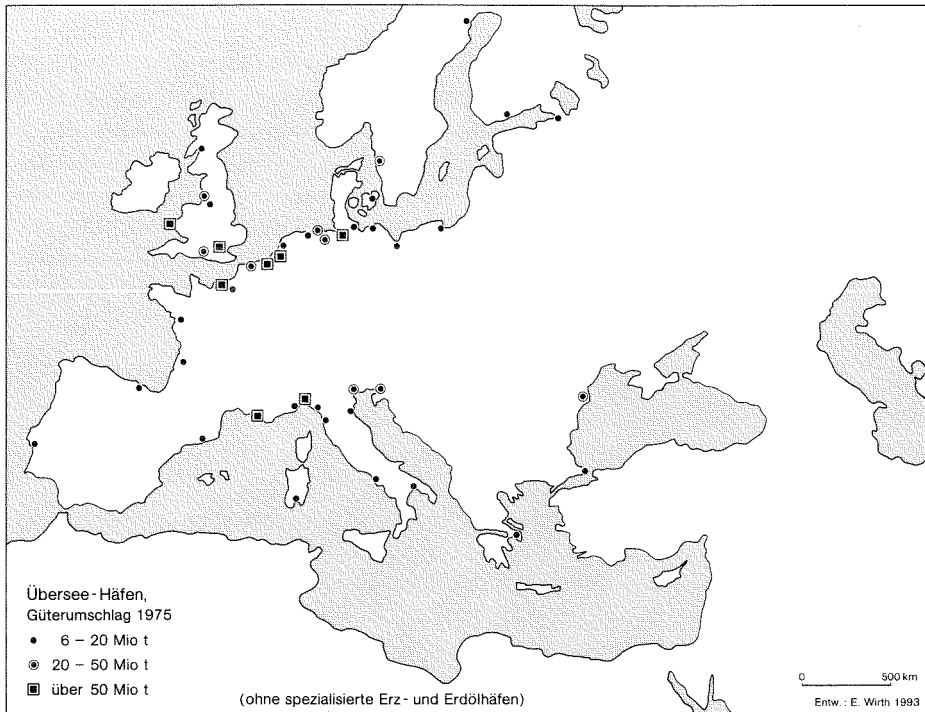 Übersee-Häfen,
Güterumschlag 1975
6 – 20 Mio t
20 – 50 Mio t
über 50 Mio t
(ohne spezialisierte Erz- und Erdölhäfen)
0 500 km
Entw.: E. Wirth 1993